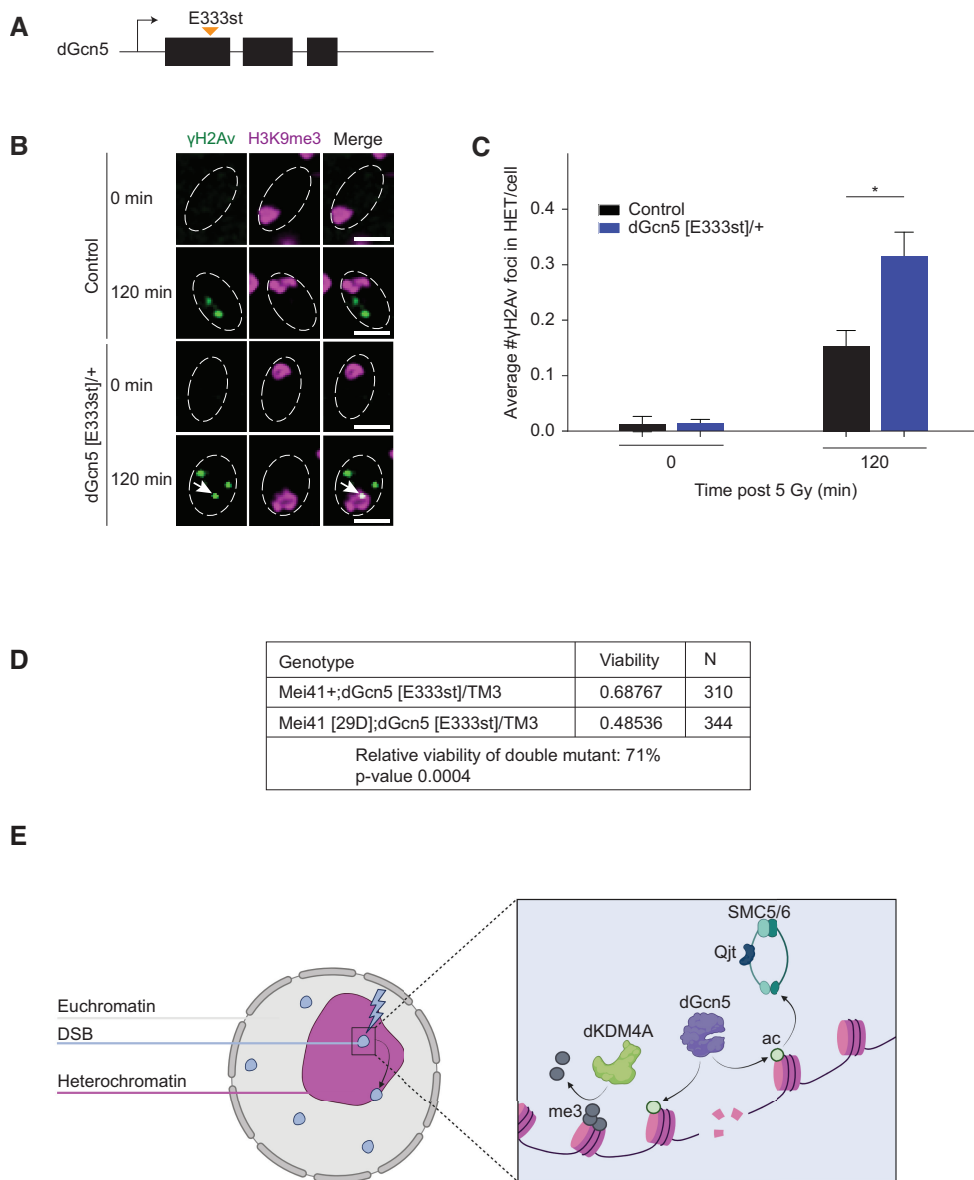 A
E333st
dGcn5
B
γH2Av H3K9me3 Merge
Control
0 min
120 min
dGcn5 [E333st]/+
0 min
120 min
C
Average #γH2Av foci in HET/cell
0.4
0.3
0.2
0.1
0.0
Control
dGcn5 [E333st]/+
*
0 120
Time post 5 Gy (min)
D
Genotype Viability N
Mei41+;dGcn5 [E333st]/TM3 0.68767 310
Mei41 [29D];dGcn5 [E333st]/TM3 0.48536 344
Relative viability of double mutant: 71%
p-value 0.0004
E
Euchromatin
DSB
Heterochromatin
SMC5/6
Qjt
dGcn5
dKDM4A
ac
me3